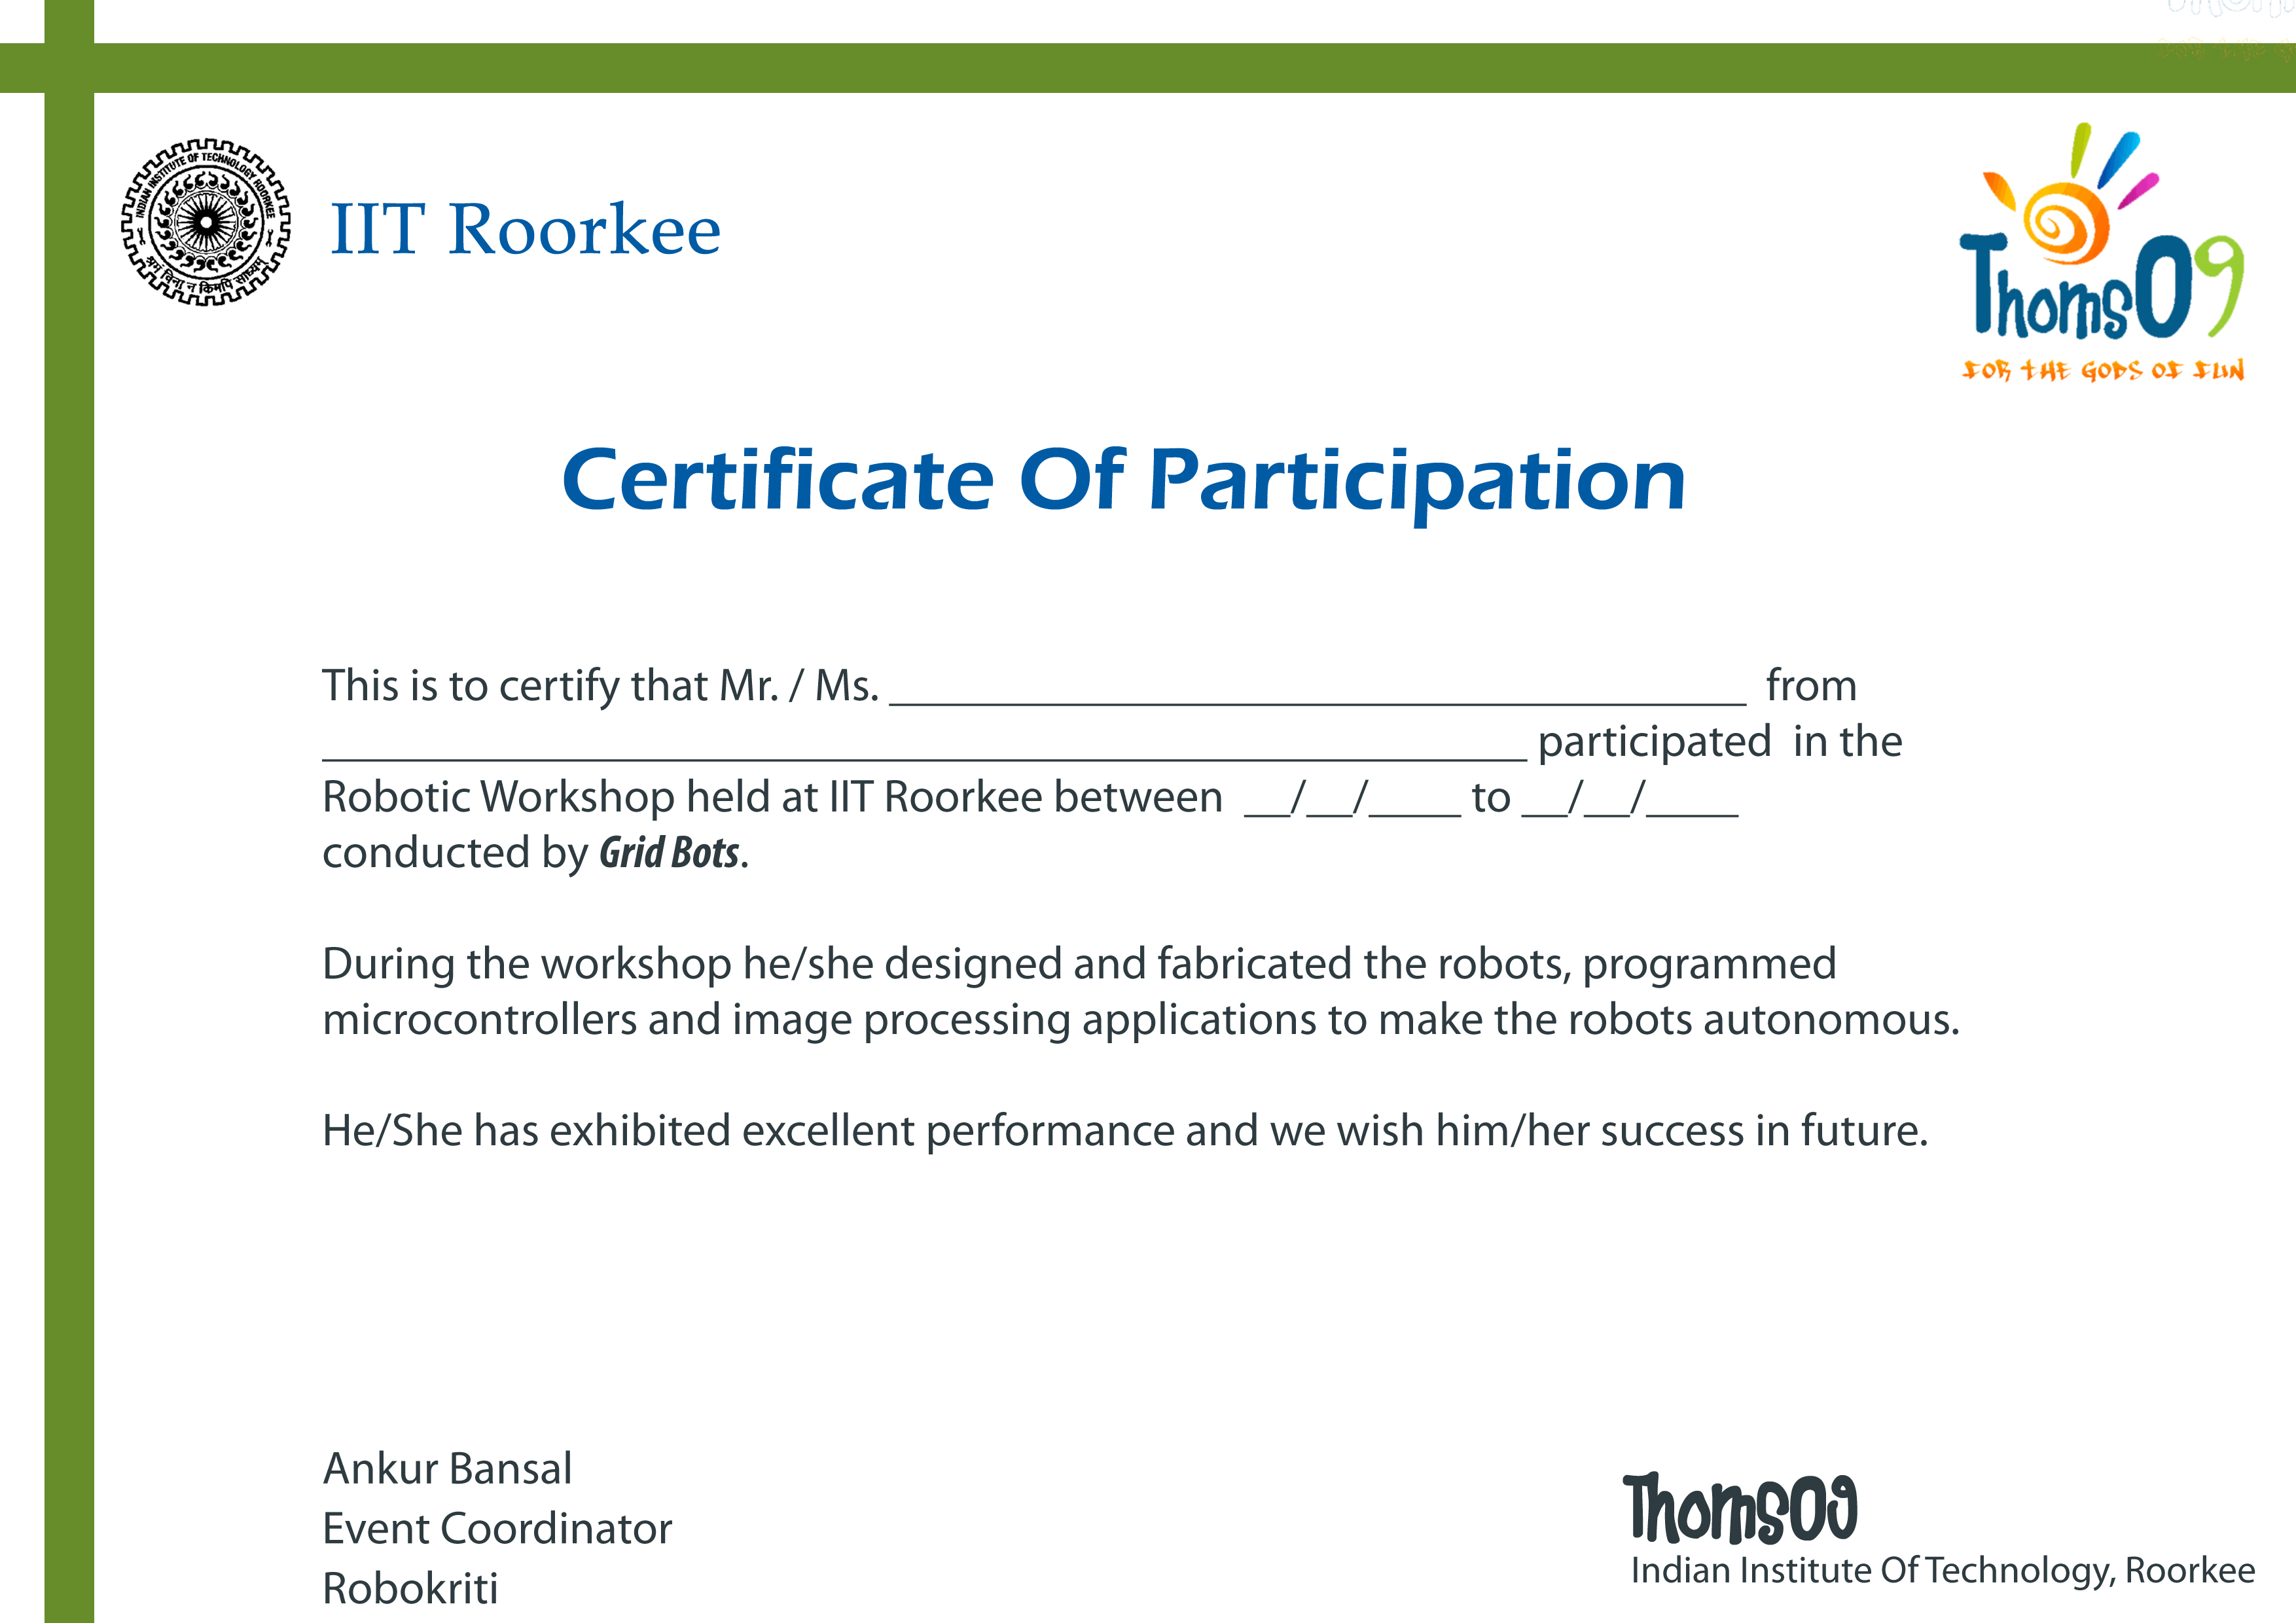 INDIAN INSTITUTE OF TECHNOLOGY ROORKEE
श्रमं विना न किमपि साध्यम्
IIT Roorkee
Thoms09
FOR THE GODS OF FUN
Certificate Of Participation
This is to certify that Mr. / Ms. ______________________________________ from
______________________________________________________ participated in the
Robotic Workshop held at IIT Roorkee between __/__/____ to __/__/____
conducted by Grid Bots.
During the workshop he/she designed and fabricated the robots, programmed
microcontrollers and image processing applications to make the robots autonomous.
He/She has exhibited excellent performance and we wish him/her success in future.
Ankur Bansal
Event Coordinator
Robokriti
Thoms09
Indian Institute Of Technology, Roorkee